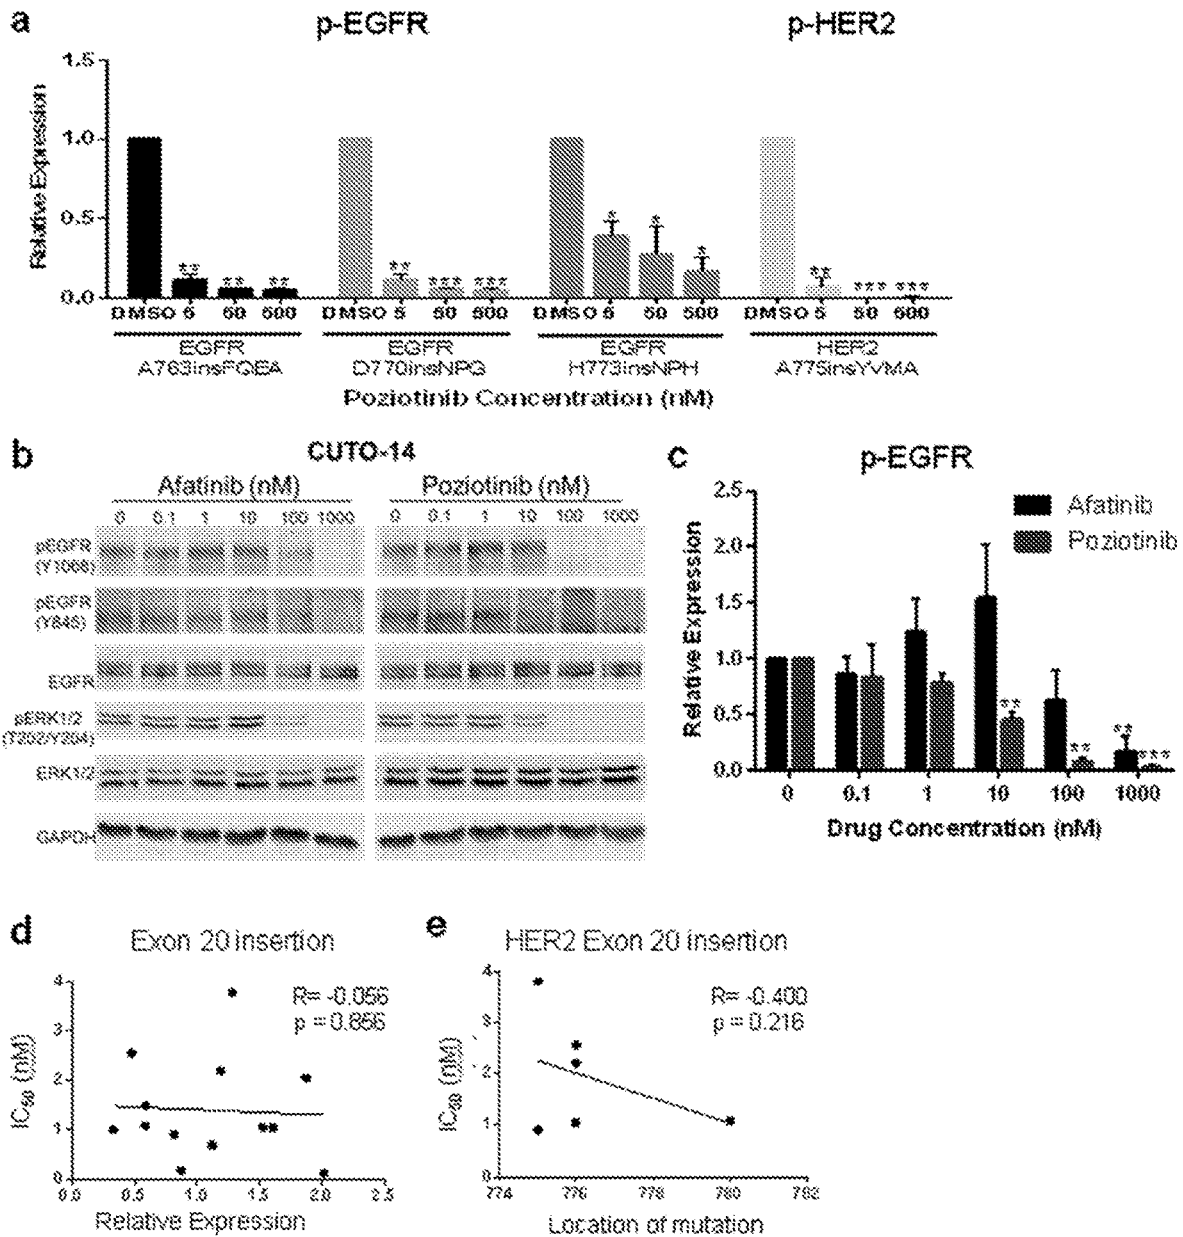 a
p-EGFR
p-HER2
1.5
1.0
0.5
0.0
Relative Expression
** ** **
** *** ***
* * *
** *** ***
DMSO 5 50 500
DMSO 5 50 500
DMSO 5 50 500
DMSO 5 50 500
EGFR
A763insFQEA
EGFR
D770insNPG
EGFR
H773insNPH
HER2
A775insYVMA
Poziotinib Concentration (nM)
b
CUTO-14
Afatinib (nM)
Poziotinib (nM)
0 0.1 1 10 100 1000
0 0.1 1 10 100 1000
pEGFR
(Y1068)
pEGFR
(Y845)
EGFR
pERK1/2
(T202/Y204)
ERK1/2
GAPDH
c
p-EGFR
Afatinib
Poziotinib
2.5
2.0
1.5
1.0
0.5
0.0
Relative Expression
** ** ** ***
0 0.1 1 10 100 1000
Drug Concentration (nM)
d
Exon 20 insertion
R= -0.056
p = 0.856
4
3
2
1
0
IC50 (nM)
0.0 0.5 1.0 1.5 2.0 2.5
Relative Expression
e
HER2 Exon 20 insertion
R= -0.400
p = 0.216
4
3
2
1
0
IC50 (nM)
774 776 778 780 782
Location of mutation